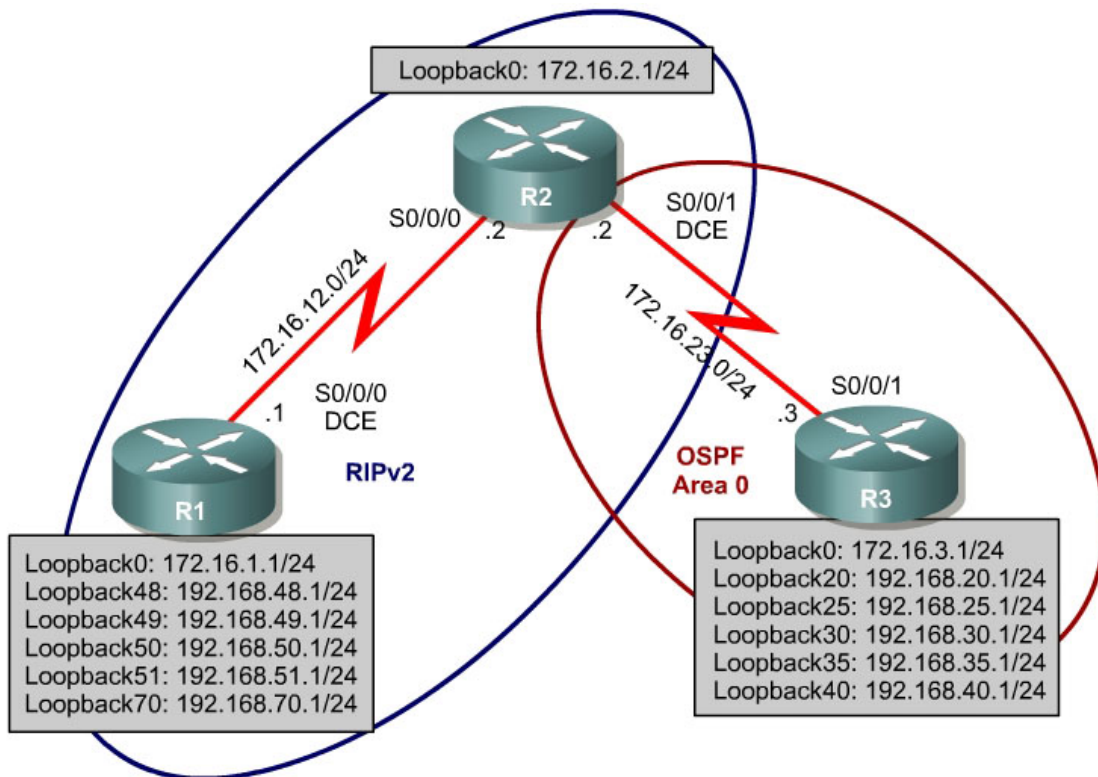 Loopback0: 172.16.2.1/24
R2
S0/0/0
.2
.2
S0/0/1
DCE
172.16.12.0/24
172.16.23.0/24
S0/0/0
DCE
.1
S0/0/1
.3
RIPv2
OSPF
Area 0
R1
R3
Loopback0: 172.16.1.1/24
Loopback48: 192.168.48.1/24
Loopback49: 192.168.49.1/24
Loopback50: 192.168.50.1/24
Loopback51: 192.168.51.1/24
Loopback70: 192.168.70.1/24
Loopback0: 172.16.3.1/24
Loopback20: 192.168.20.1/24
Loopback25: 192.168.25.1/24
Loopback30: 192.168.30.1/24
Loopback35: 192.168.35.1/24
Loopback40: 192.168.40.1/24